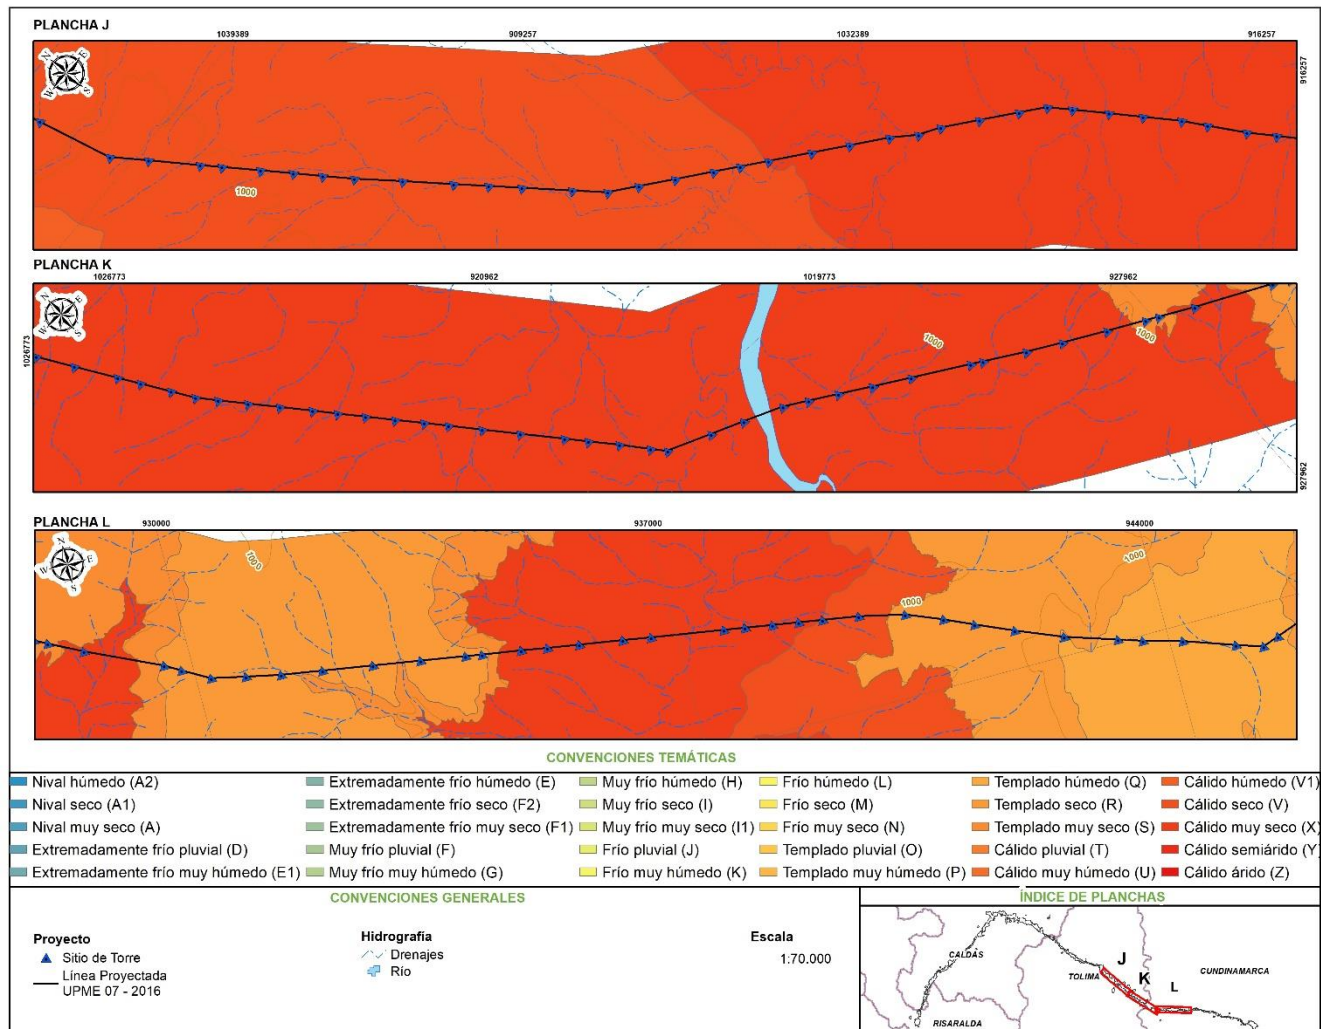 PLANCHA J
1039389
909257
1032389
916257
N
E
W
S
916257
1000
PLANCHA K
1026773
920962
1019773
927962
N
E
W
S
1026773
1000
1000
927962
PLANCHA L
930000
937000
944000
N
W
E
S
1000
1000
1000
CONVENCIONES TEMÁTICAS
Nival húmedo (A2)
Nival seco (A1)
Nival muy seco (A)
Extremadamente frío pluvial (D)
Extremadamente frío muy húmedo (E1)
Extremadamente frío húmedo (E)
Extremadamente frío seco (F2)
Extremadamente frío muy seco (F1)
Muy frío pluvial (F)
Muy frío muy húmedo (G)
Muy frío húmedo (H)
Muy frío seco (I)
Muy frío muy seco (I1)
Frío pluvial (J)
Frío muy húmedo (K)
Frío húmedo (L)
Frío seco (M)
Frío muy seco (N)
Templado pluvial (O)
Templado muy húmedo (P)
Templado húmedo (Q)
Templado seco (R)
Templado muy seco (S)
Cálido pluvial (T)
Cálido muy húmedo (U)
Cálido húmedo (V1)
Cálido seco (V)
Cálido muy seco (X)
Cálido semiárido (Y)
Cálido árido (Z)
CONVENCIONES GENERALES
Proyecto
Sitio de Torre
Línea Proyectada
UPME 07 - 2016
Hidrografía
Drenajes
Río
Escala
1:70.000
ÍNDICE DE PLANCHAS
CALDAS
TOLIMA
J
K
L
CUNDINAMARCA
RISARALDA